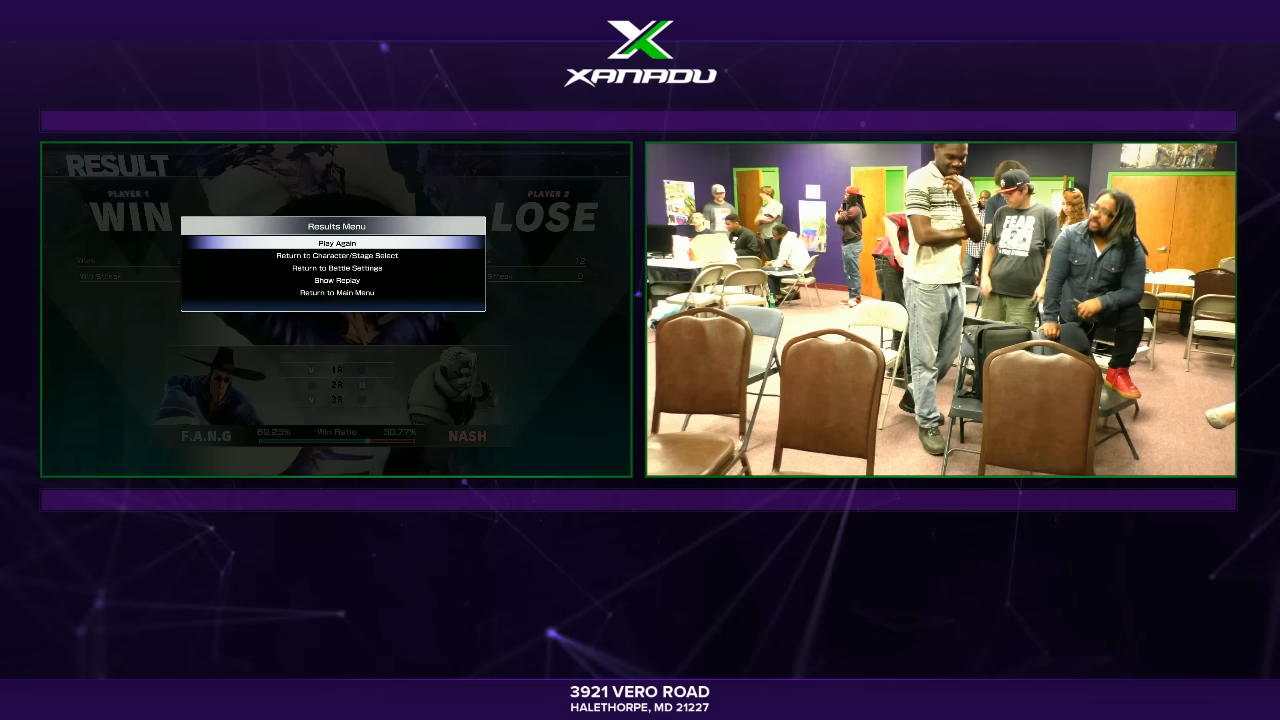 XANADU
RESULT
PLAYER 1
PLAYER 2
WIN
LOSE
Results Menu
Play Again
Return to Character/Stage Select
Return to Battle Settings
Show Replay
Return to Main Menu
Wins
12
Win Streak
Streak
0
V 1R
2R
V 3R
69.23% Win Ratio 30.77%
F.A.N.G
NASH
FEAR
3921 VERO ROAD
HALETHORPE, MD 21227